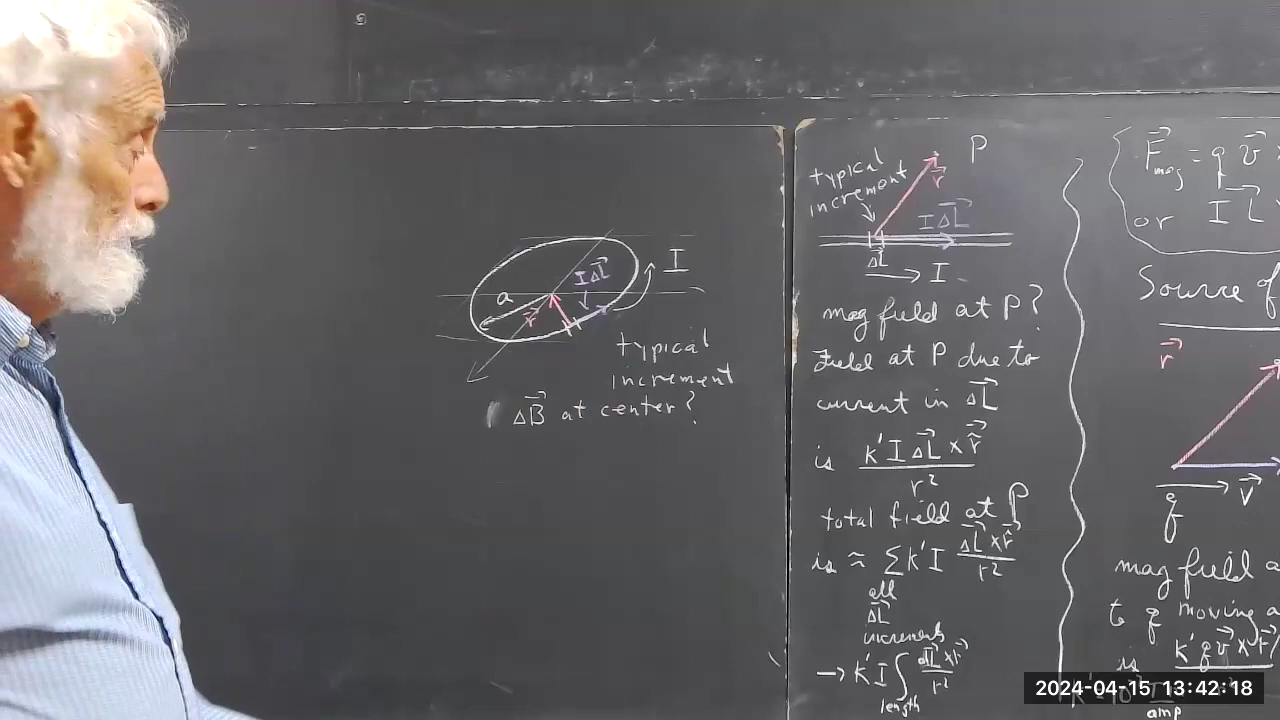 I
a
IΔL⃗
r⃗
typical
increment
ΔB⃗ at center?
typical
increment
P
r⃗
IΔL⃗
ΔL
→ I
mag field at P?
Field at P due to
current in ΔL⃗
is k'IΔL⃗ × r̂ / r²
total field at P
is ≈ Σ k'I ΔL⃗ × r̂ / r²
all
ΔL⃗
increments
→ k'I ∫ dL⃗ × r̂ / r²
length
F⃗mag = q v⃗ ×
or I L⃗
Source of
r⃗
q
v⃗
mag field
to q moving
is k'q v⃗ × r̂ /
amp
2024-04-15 13:42:18